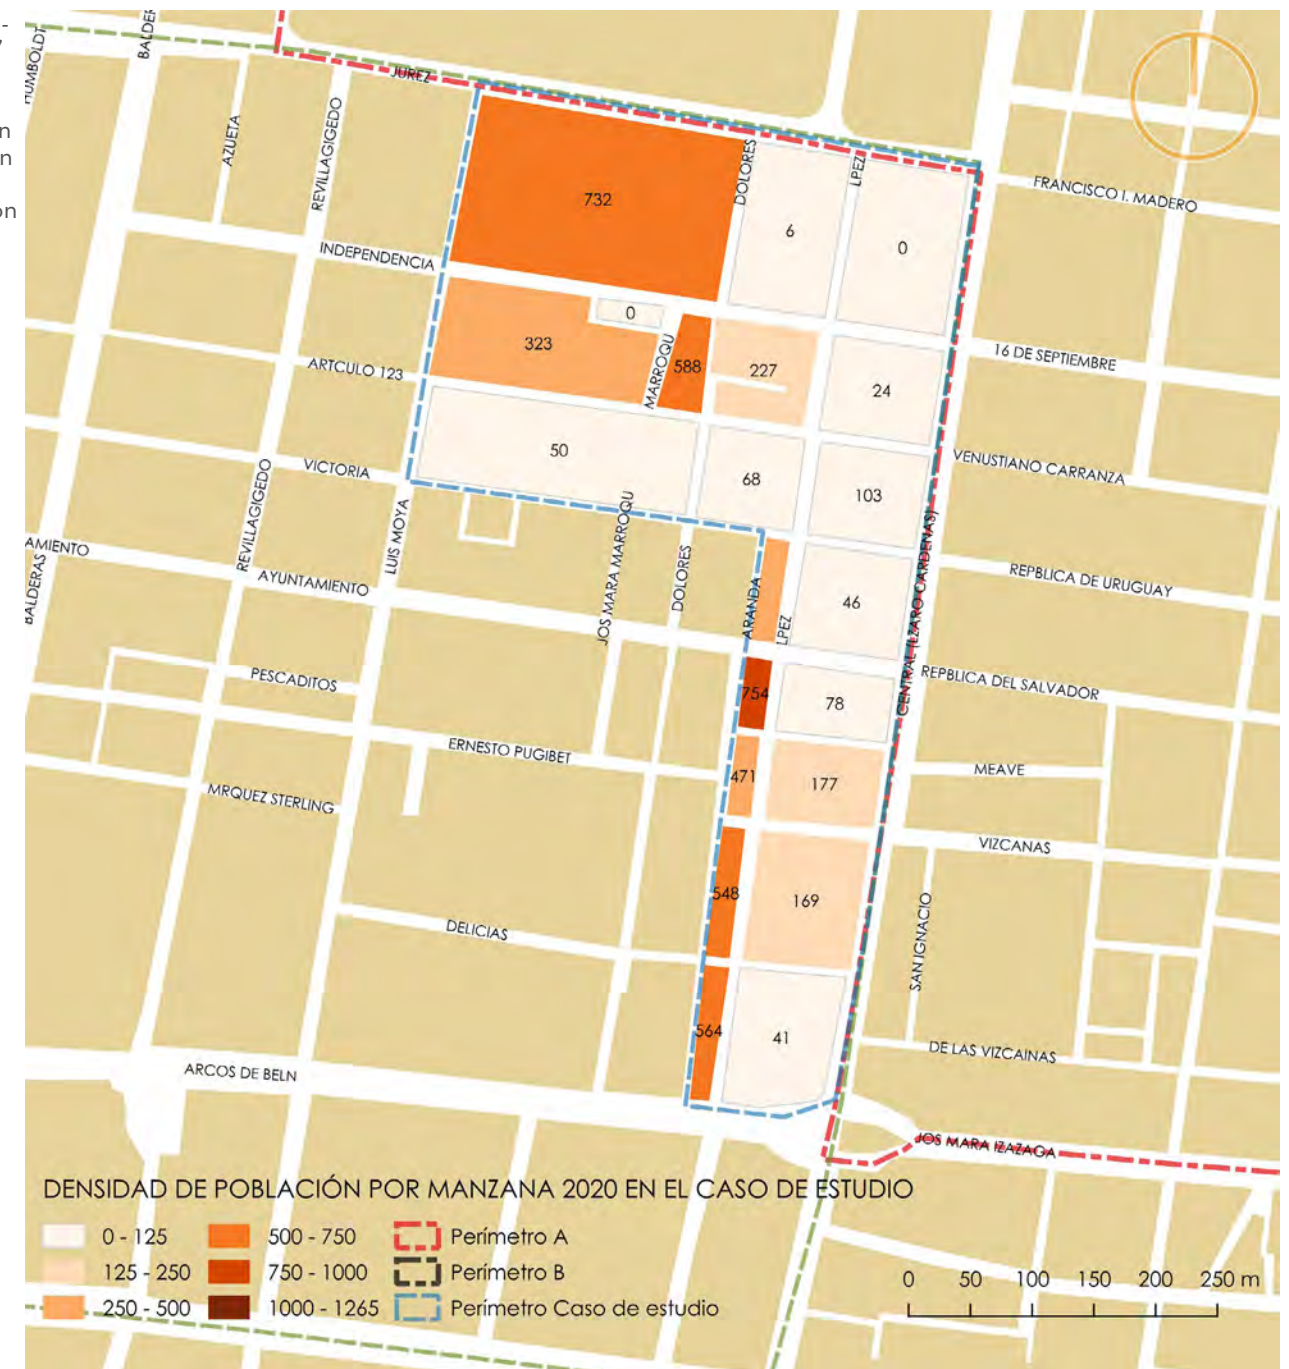 -
n
n
on
HUMBOLDT
BALDER
JUREZ
AZUETA
REVILLAGIGEDO
DOLORES
LPEZ
FRANCISCO I. MADERO
732
6
0
INDEPENDENCIA
0
323
MARROQU
588
227
24
16 DE SEPTIEMBRE
ARTCULO 123
50
68
103
VENUSTIANO CARRANZA
VICTORIA
REVILLAGIGEDO
LUIS MOYA
JOS MARA MARROQU
DOLORES
ARANDA
LPEZ
46
CENTRAL (LZARO CARDENAS)
REPBLICA DE URUGUAY
AMIENTO
BALDERAS
AYUNTAMIENTO
PESCADITOS
754
78
REPBLICA DEL SALVADOR
ERNESTO PUGIBET
471
177
MEAVE
MRQUEZ STERLING
VIZCANAS
548
169
DELICIAS
SAN IGNACIO
564
41
DE LAS VIZCAINAS
ARCOS DE BELN
JOS MARA IZAZAGA
DENSIDAD DE POBLACIÓN POR MANZANA 2020 EN EL CASO DE ESTUDIO
0 - 125
500 - 750
Perímetro A
125 - 250
750 - 1000
Perímetro B
250 - 500
1000 - 1265
Perímetro Caso de estudio
0 50 100 150 200 250 m